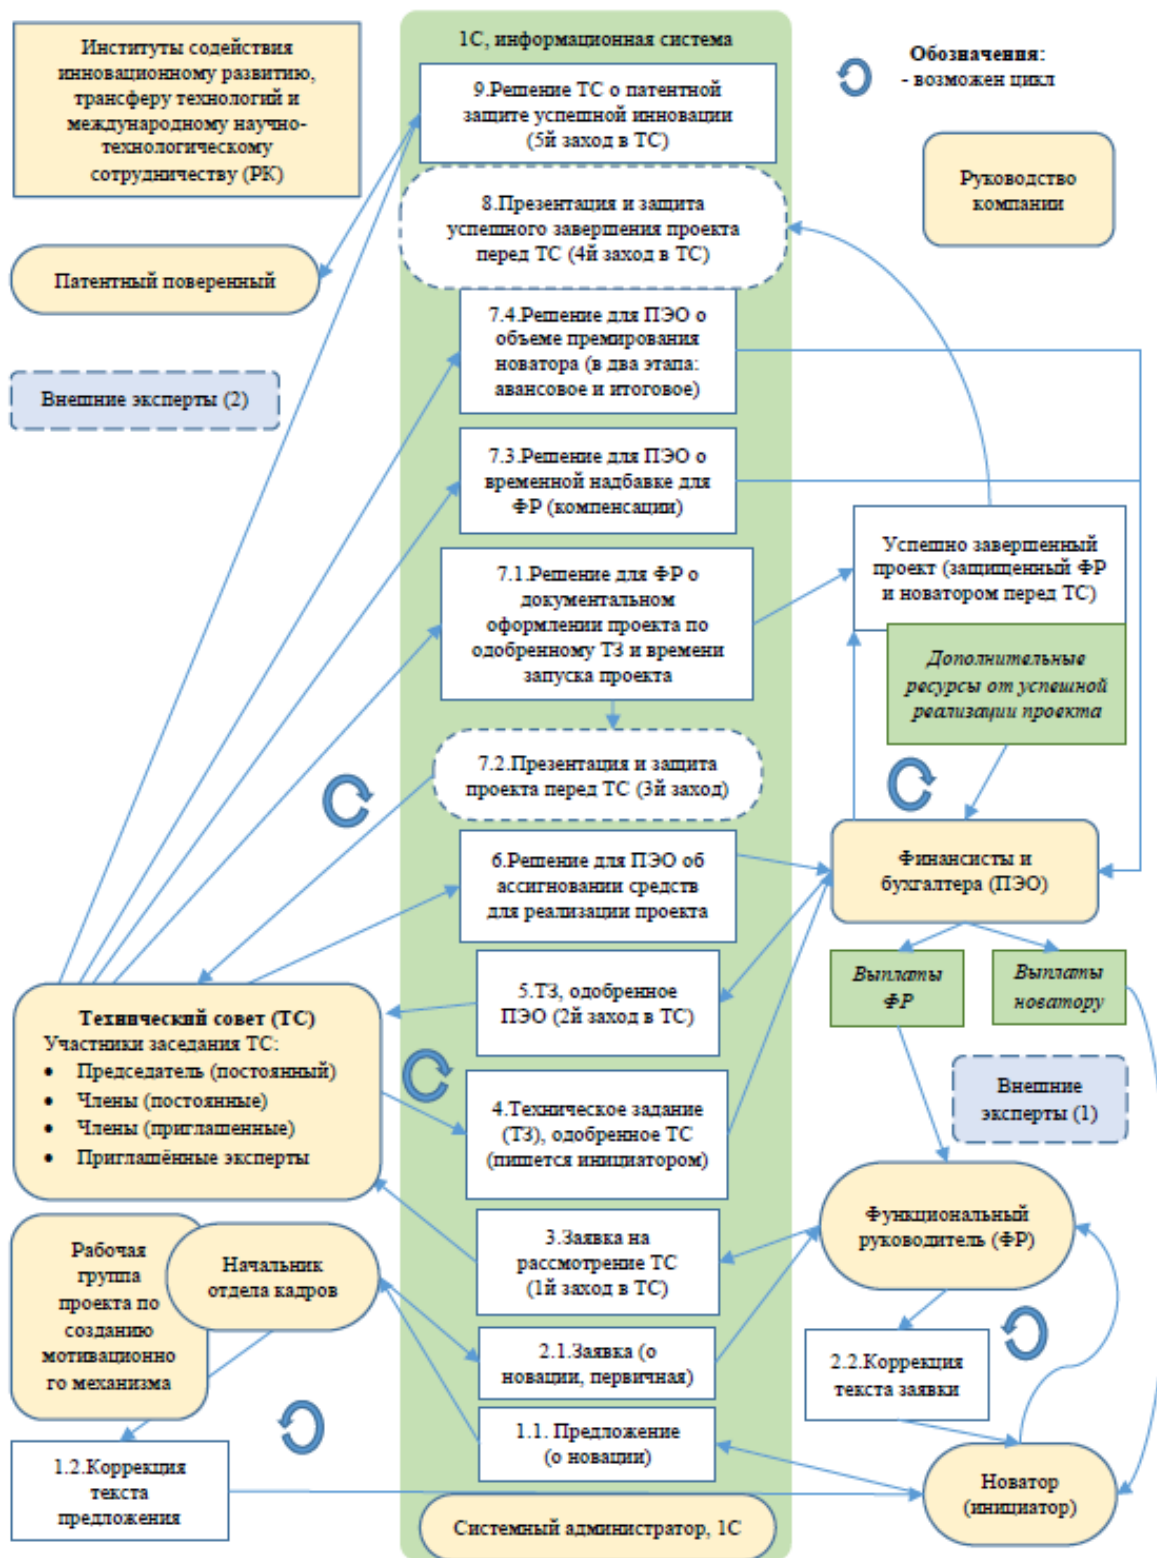 Институты содействия
инновационному развитию,
трансферу технологий и
международному научно-
технологическому
сотрудничеству (РК)
Патентный поверенный
Внешние эксперты (2)
1С, информационная система
9.Решение ТС о патентной
защите успешной инновации
(5й заход в ТС)
8.Презентация и защита
успешного завершения проекта
перед ТС (4й заход в ТС)
7.4.Решение для ПЭО о
объеме премирования
новатора (в два этапа:
авансовое и итоговое)
7.3.Решение для ПЭО о
временной надбавке для
ФР (компенсации)
7.1.Решение для ФР о
документальном
оформлении проекта по
одобренному ТЗ и времени
запуска проекта
7.2.Презентация и защита
проекта перед ТС (3й заход)
6.Решение для ПЭО об
ассигновании средств
для реализации проекта
5.ТЗ, одобренное
ПЭО (2й заход в ТС)
4.Техническое задание
(ТЗ), одобренное ТС
(пишется инициатором)
3.Заявка на
рассмотрение ТС
(1й заход в ТС)
2.1.Заявка (о
новации, первичная)
1.1. Предложение
(о новации)
Системный администратор, 1С
Обозначения:
- возможен цикл
Руководство
компании
Успешно завершенный
проект (защищенный ФР
и новатором перед ТС)
Дополнительные
ресурсы от успешной
реализации проекта
Финансисты и
бухгалтера (ПЭО)
Выплаты
ФР
Выплаты
новатору
Внешние
эксперты (1)
Функциональный
руководитель (ФР)
2.2.Коррекция
текста заявки
Новатор
(инициатор)
Технический совет (ТС)
Участники заседания ТС:
• Председатель (постоянный)
• Члены (постоянные)
• Члены (приглашенные)
• Приглашённые эксперты
Рабочая
группа
проекта по
созданию
мотивационно
го механизма
Начальник
отдела кадров
1.2.Коррекция
текста
предложения